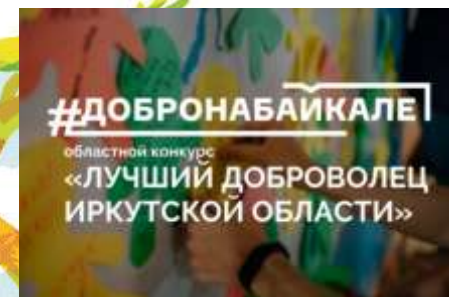 #ДОБРОНАБАЙКАЛЕ
областной конкурс
«ЛУЧШИЙ ДОБРОВОЛЕЦ
ИРКУТСКОЙ ОБЛАСТИ»